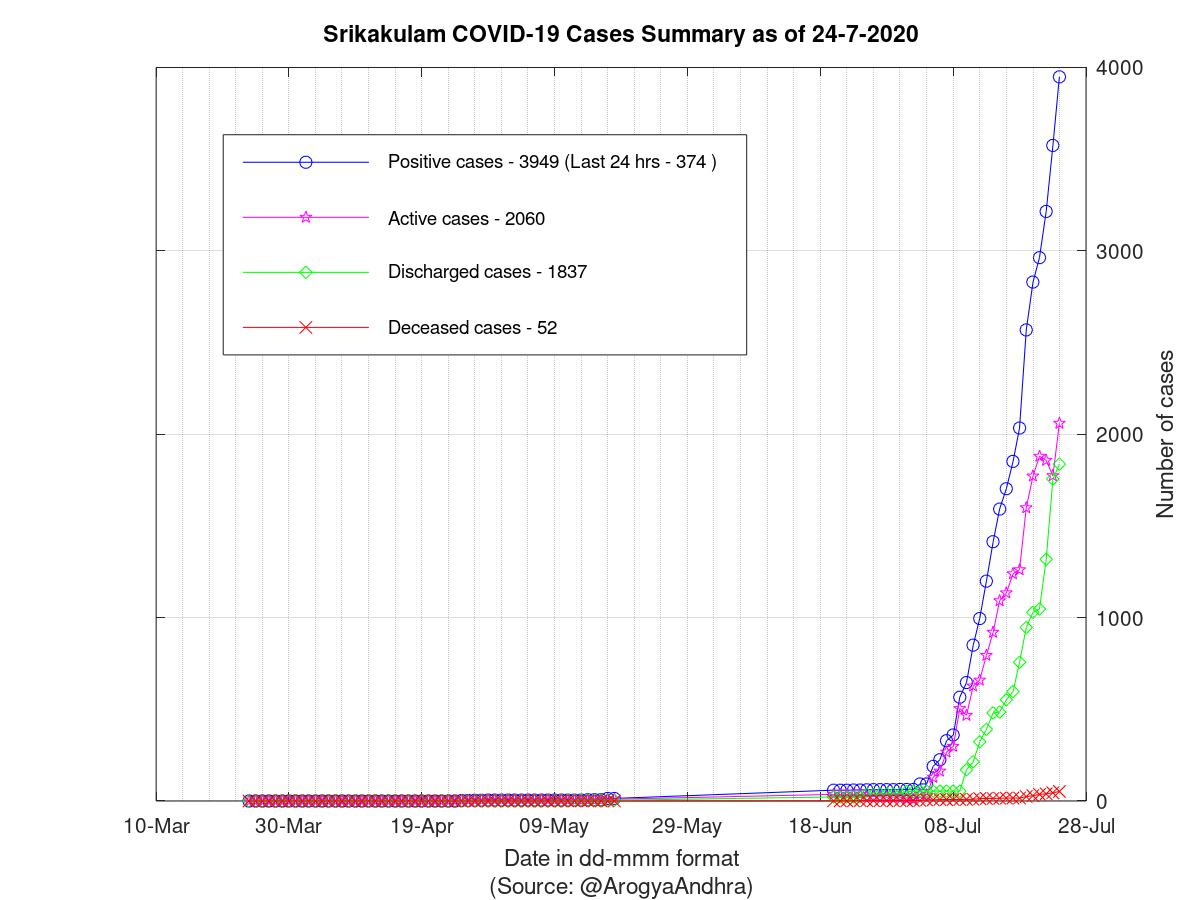 Srikakulam COVID-19 Cases Summary as of 24-7-2020
4000
Positive cases - 3949 (Last 24 hrs - 374 )
Active cases - 2060
3000
Discharged cases - 1837
Deceased cases - 52
Number of cases
2000
1000
0
10-Mar 30-Mar 19-Apr 09-May 29-May 18-Jun 08-Jul 28-Jul
Date in dd-mmm format
(Source: @ArogyaAndhra)